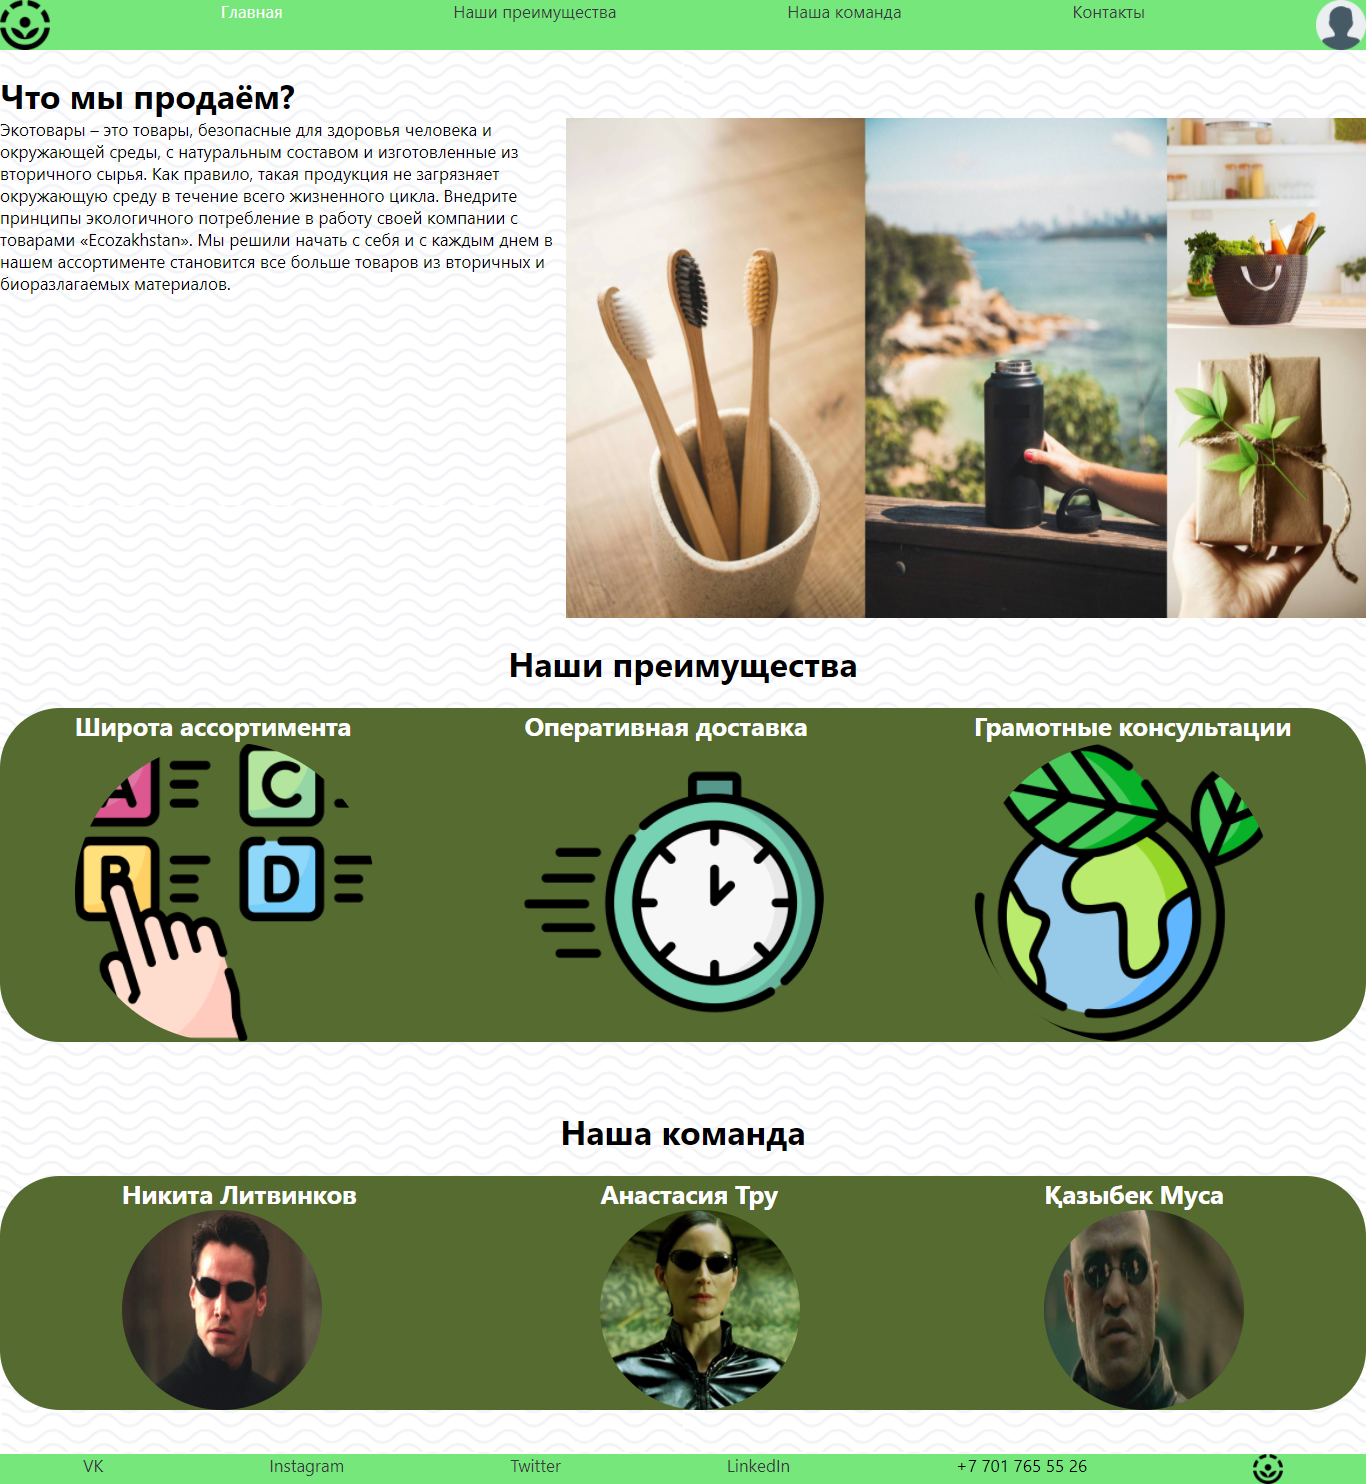 Главная Наши преимущества Наша команда Контакты
Что мы продаём?
Экотовары – это товары, безопасные для здоровья человека и
окружающей среды, с натуральным составом и изготовленные из
вторичного сырья. Как правило, такая продукция не загрязняет
окружающую среду в течение всего жизненного цикла. Внедрите
принципы экологичного потребление в работу своей компании с
товарами «Ecozakhstan». Мы решили начать с себя и с каждым днем в
нашем ассортименте становится все больше товаров из вторичных и
биоразлагаемых материалов.
Наши преимущества
Широта ассортимента Оперативная доставка Грамотные консультации
A C
B D
Наша команда
Никита Литвинков Анастасия Тру Қазыбек Муса
VK Instagram Twitter LinkedIn +7 701 765 55 26